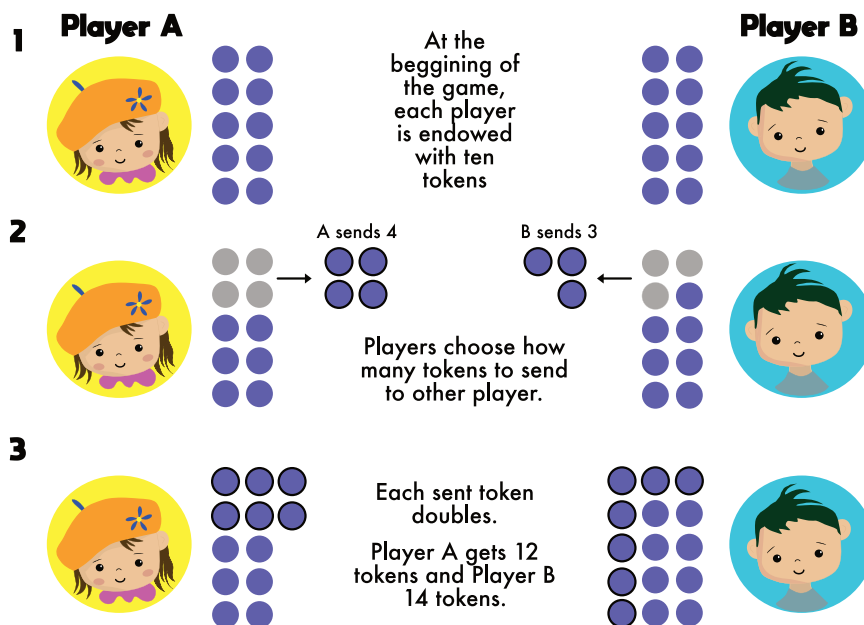 Player A
Player B
1
At the
beggining of
the game,
each player
is endowed
with ten
tokens
2
A sends 4
B sends 3
Players choose how
many tokens to send
to other player.
3
Each sent token
doubles.
Player A gets 12
tokens and Player B
14 tokens.